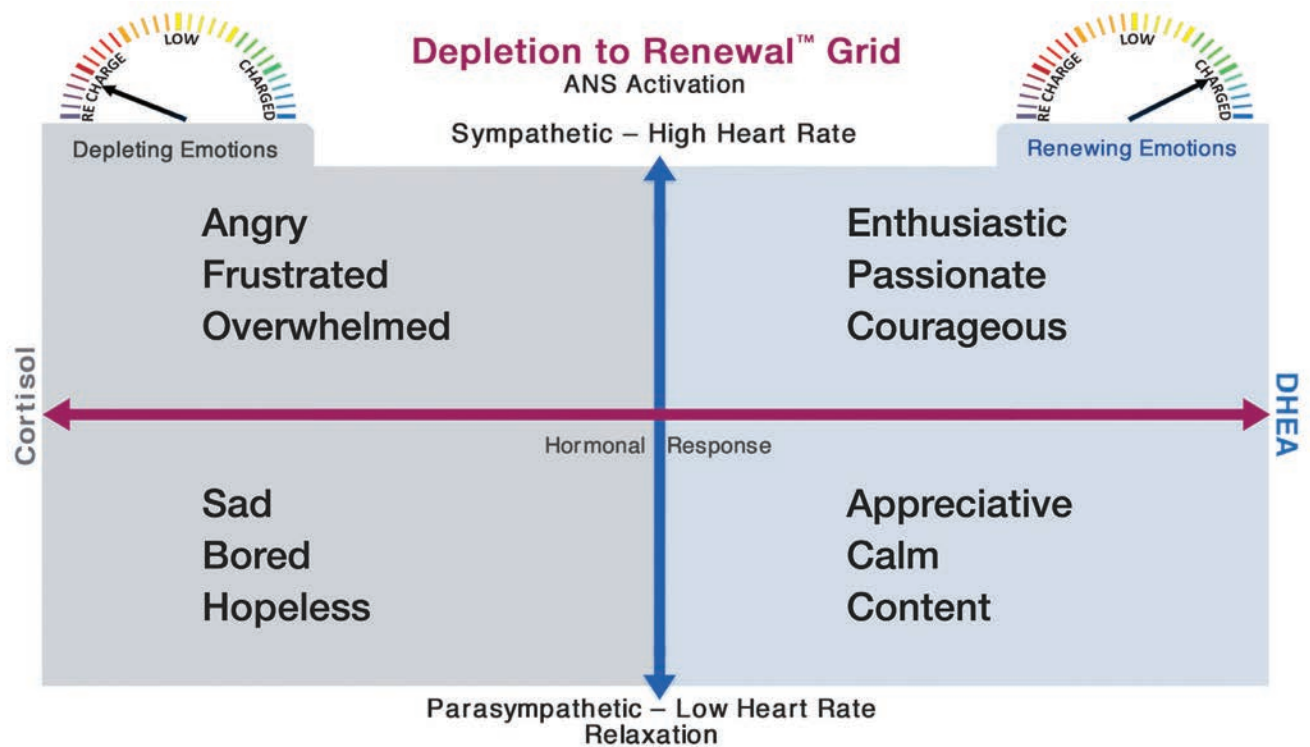 RE CHARGE
LOW
CHARGED
Depletion to Renewal™ Grid
ANS Activation
RE CHARGE
LOW
CHARGED
Sympathetic – High Heart Rate
Depleting Emotions
Renewing Emotions
Angry
Frustrated
Overwhelmed
Enthusiastic
Passionate
Courageous
Cortisol
DHEA
Hormonal Response
Sad
Bored
Hopeless
Appreciative
Calm
Content
Parasympathetic – Low Heart Rate
Relaxation